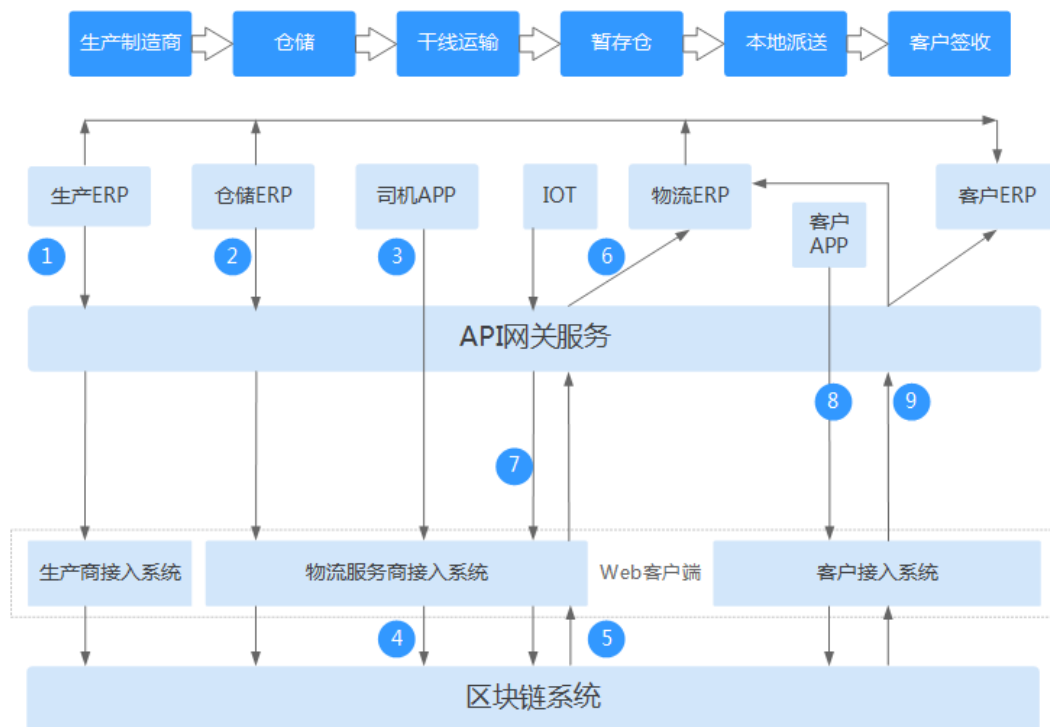 生产制造商
仓储
干线运输
暂存仓
本地派送
客户签收
生产ERP
仓储ERP
司机APP
IOT
物流ERP
客户
APP
客户ERP
1
2
3
6
API网关服务
8
9
7
生产商接入系统
物流服务商接入系统
Web客户端
客户接入系统
4
5
区块链系统